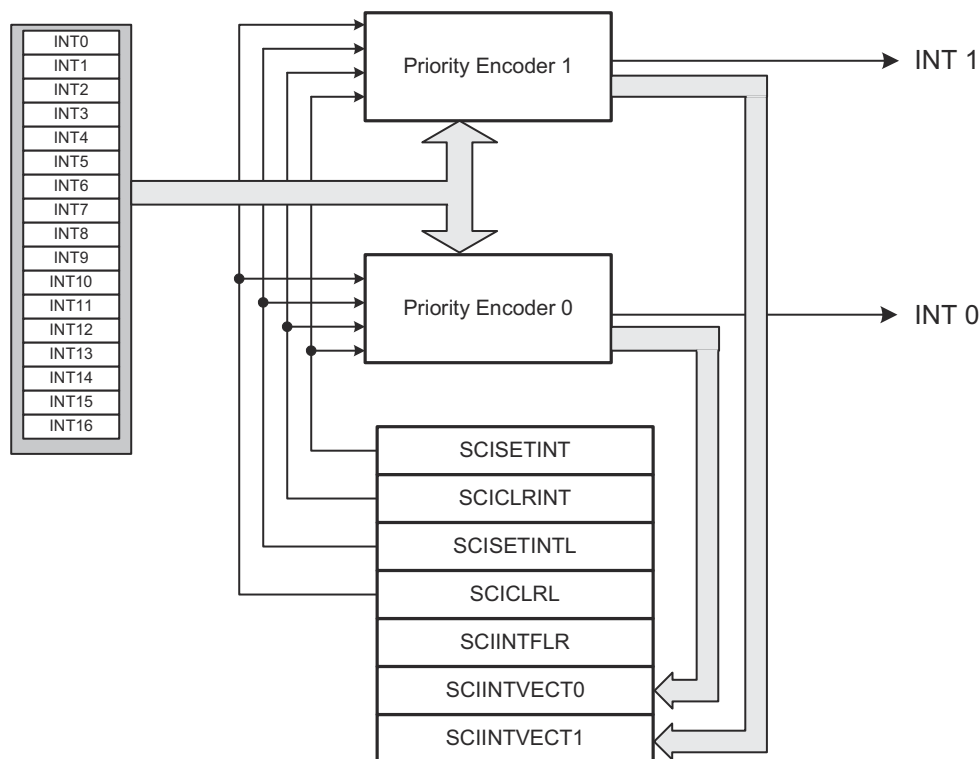 INT0
INT1
INT2
INT3
INT4
INT5
INT6
INT7
INT8
INT9
INT10
INT11
INT12
INT13
INT14
INT15
INT16
Priority Encoder 1
INT 1
Priority Encoder 0
INT 0
SCISETINT
SCICLRINT
SCISETINTL
SCICLRL
SCIINTFLR
SCIINTVECT0
SCIINTVECT1